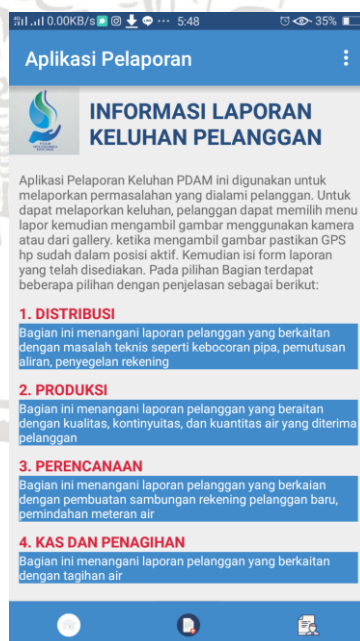 0.00KB/s 5:48 35%
Aplikasi Pelaporan
INFORMASI LAPORAN
KELUHAN PELANGGAN
Aplikasi Pelaporan Keluhan PDAM ini digunakan untuk
melaporkan permasalahan yang dialami pelanggan. Untuk
dapat melaporkan keluhan, pelanggan dapat memilih menu
lapor kemudian mengambil gambar menggunakan kamera
atau dari gallery. ketika mengambil gambar pastikan GPS
hp sudah dalam posisi aktif. Kemudian isi form laporan
yang telah disediakan. Pada pilihan Bagian terdapat
beberapa pilihan dengan penjelasan sebagai berikut:
1. DISTRIBUSI
Bagian ini menangani laporan pelanggan yang berkaitan
dengan masalah teknis seperti kebocoran pipa, pemutusan
aliran, penyegelan rekening
2. PRODUKSI
Bagian ini menangani laporan pelanggan yang beraitan
dengan kualitas, kontinyuitas, dan kuantitas air yang diterima
pelanggan
3. PERENCANAAN
Bagian ini menangani laporan pelanggan yang berkaian
dengan pembuatan sambungan rekening pelanggan baru,
pemindahan meteran air
4. KAS DAN PENAGIHAN
Bagian ini menangani laporan pelanggan yang berkaitan
dengan tagihan air